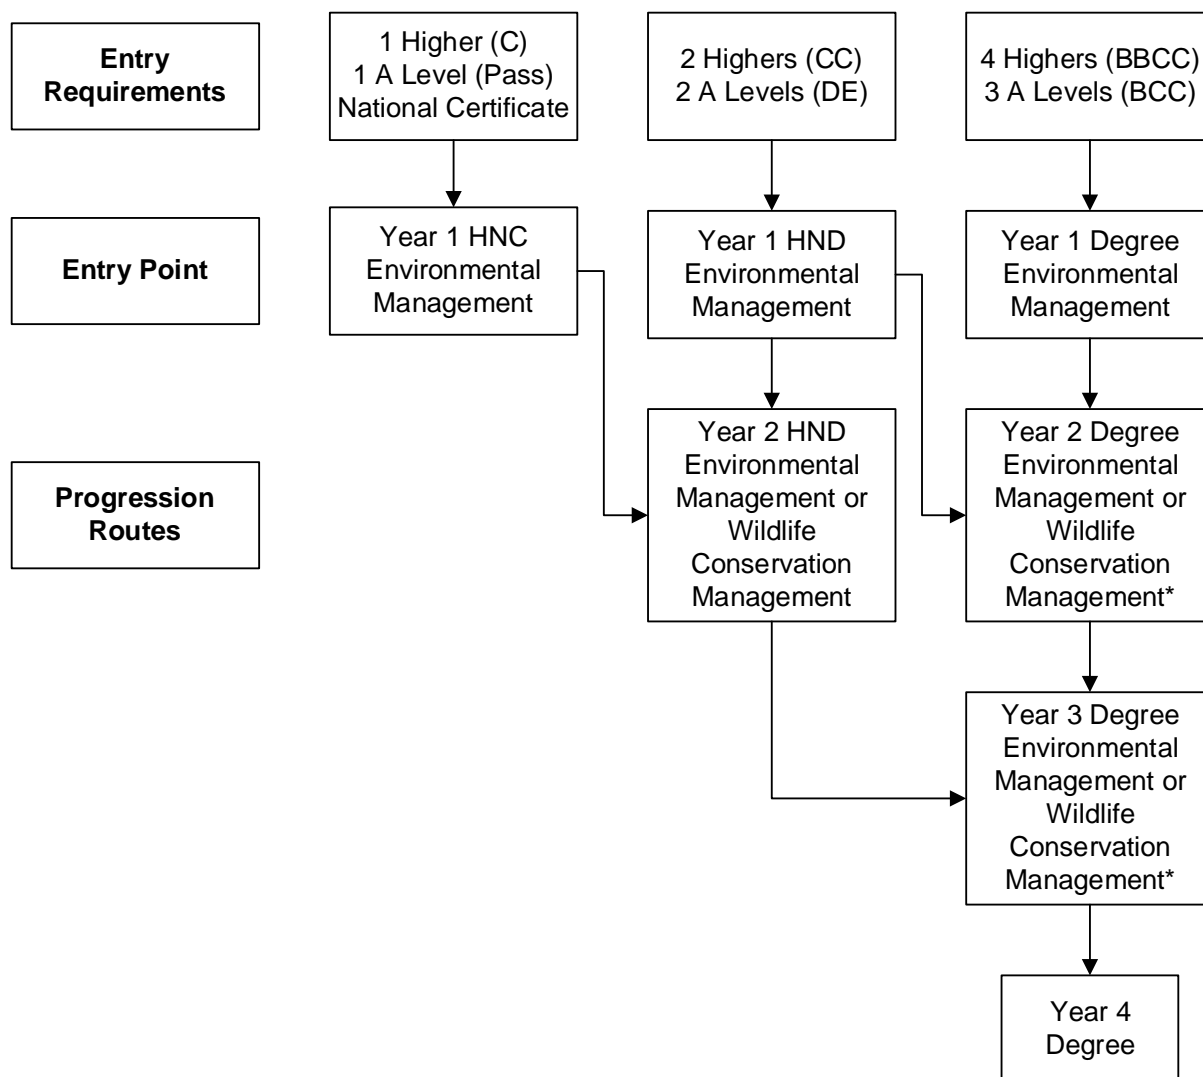 Entry
Requirements
1 Higher (C)
1 A Level (Pass)
National Certificate
2 Highers (CC)
2 A Levels (DE)
4 Highers (BBCC)
3 A Levels (BCC)
Entry Point
Year 1 HNC
Environmental
Management
Year 1 HND
Environmental
Management
Year 1 Degree
Environmental
Management
Progression
Routes
Year 2 HND
Environmental
Management or
Wildlife
Conservation
Management
Year 2 Degree
Environmental
Management or
Wildlife
Conservation
Management*
Year 3 Degree
Environmental
Management or
Wildlife
Conservation
Management*
Year 4
Degree